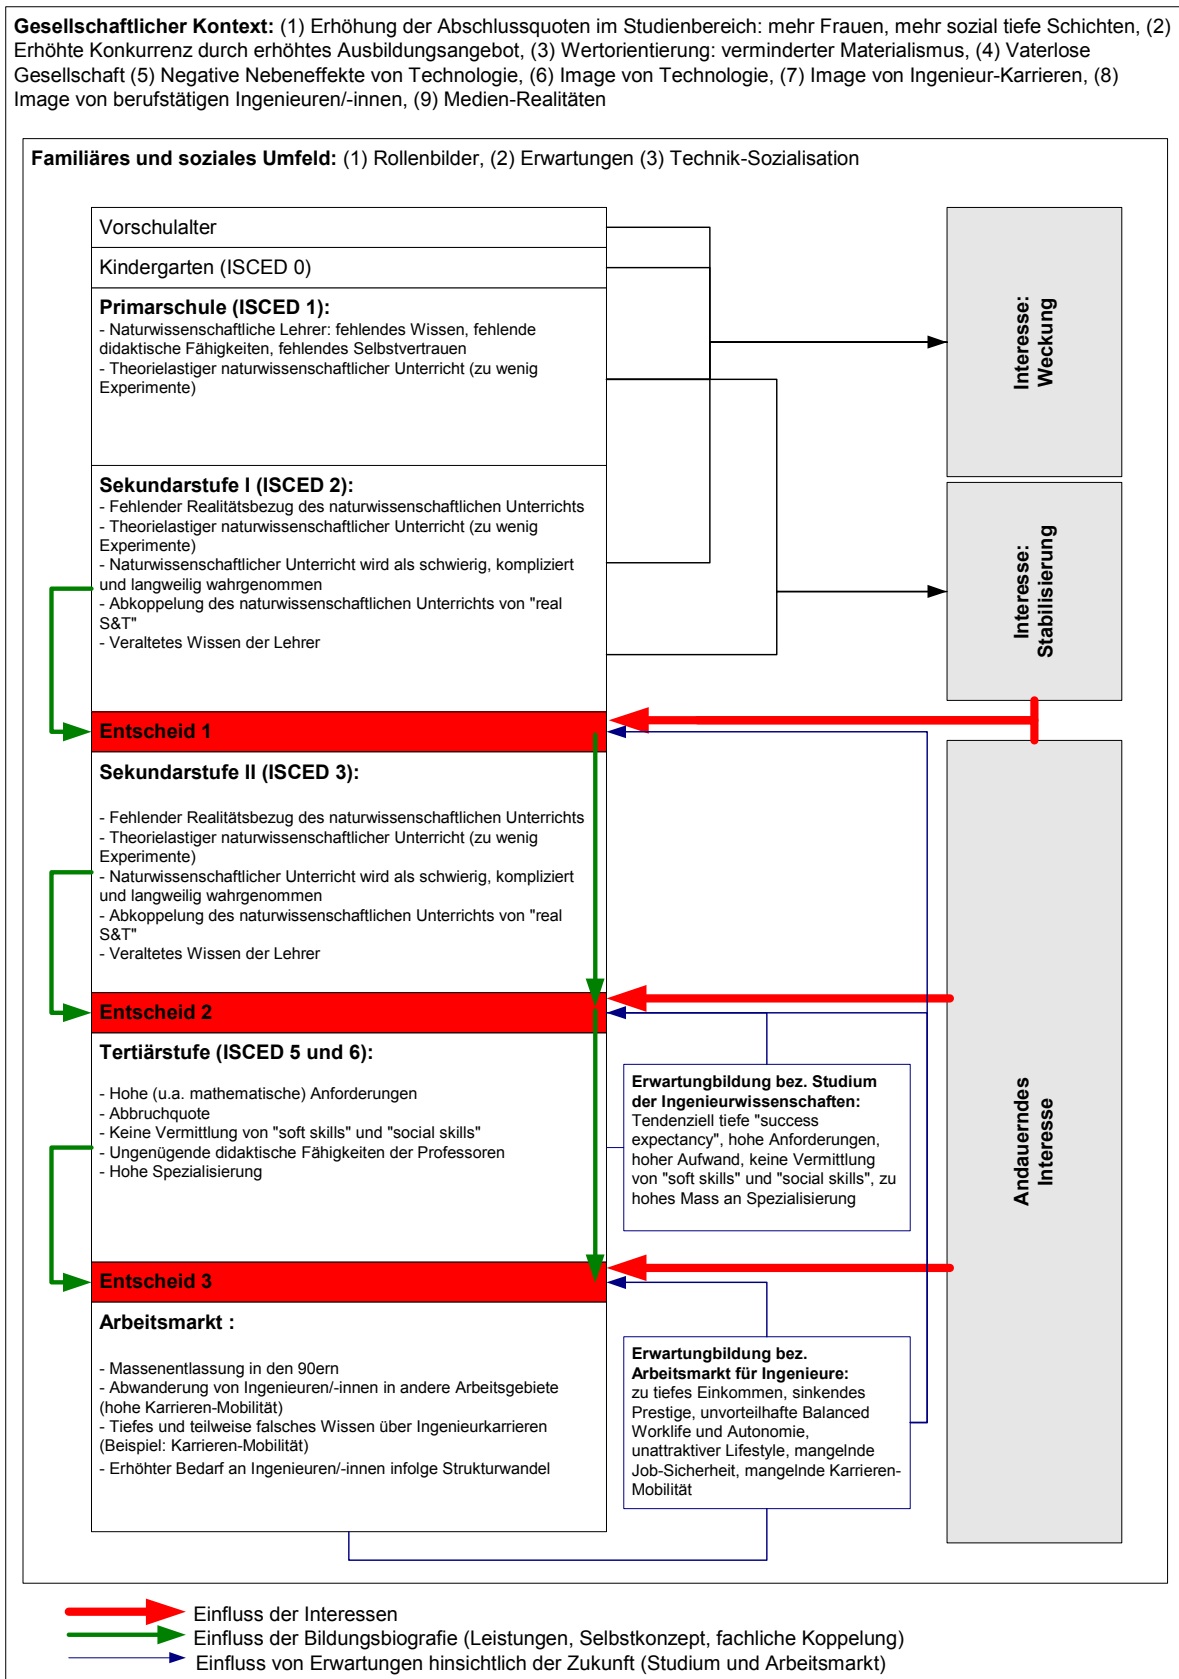 Gesellschaftlicher Kontext: (1) Erhöhung der Abschlussquoten im Studienbereich: mehr Frauen, mehr sozial tiefe Schichten, (2)
Erhöhte Konkurrenz durch erhöhtes Ausbildungsangebot, (3) Wertorientierung: verminderter Materialismus, (4) Vaterlose
Gesellschaft (5) Negative Nebeneffekte von Technologie, (6) Image von Technologie, (7) Image von Ingenieur-Karrieren, (8)
Image von berufstätigen Ingenieuren/-innen, (9) Medien-Realitäten
Familiäres und soziales Umfeld: (1) Rollenbilder, (2) Erwartungen (3) Technik-Sozialisation
Vorschulalter
Kindergarten (ISCED 0)
Primarschule (ISCED 1):
- Naturwissenschaftliche Lehrer: fehlendes Wissen, fehlende
didaktische Fähigkeiten, fehlendes Selbstvertrauen
- Theorielastiger naturwissenschaftlicher Unterricht (zu wenig
Experimente)
Interesse:
Weckung
Sekundarstufe I (ISCED 2):
- Fehlender Realitätsbezug des naturwissenschaftlichen Unterrichts
- Theorielastiger naturwissenschaftlicher Unterricht (zu wenig
Experimente)
- Naturwissenschaftlicher Unterricht wird als schwierig, kompliziert
und langweilig wahrgenommen
- Abkoppelung des naturwissenschaftlichen Unterrichts von "real
S&T"
- Veraltetes Wissen der Lehrer
Interesse:
Stabilisierung
Entscheid 1
Sekundarstufe II (ISCED 3):
- Fehlender Realitätsbezug des naturwissenschaftlichen Unterrichts
- Theorielastiger naturwissenschaftlicher Unterricht (zu wenig
Experimente)
- Naturwissenschaftlicher Unterricht wird als schwierig, kompliziert
und langweilig wahrgenommen
- Abkoppelung des naturwissenschaftlichen Unterrichts von "real
S&T"
- Veraltetes Wissen der Lehrer
Entscheid 2
Tertiärstufe (ISCED 5 und 6):
- Hohe (u.a. mathematische) Anforderungen
- Abbruchquote
- Keine Vermittlung von "soft skills" und "social skills"
- Ungenügende didaktische Fähigkeiten der Professoren
- Hohe Spezialisierung
Erwartungbildung bez. Studium
der Ingenieurwissenschaften:
Tendenziell tiefe "success
expectancy", hohe Anforderungen,
hoher Aufwand, keine Vermittlung
von "soft skills" und "social skills", zu
hohes Mass an Spezialisierung
Andauerndes
Interesse
Entscheid 3
Arbeitsmarkt :
- Massenentlassung in den 90ern
- Abwanderung von Ingenieuren/-innen in andere Arbeitsgebiete
(hohe Karrieren-Mobilität)
- Tiefes und teilweise falsches Wissen über Ingenieurkarrieren
(Beispiel: Karrieren-Mobilität)
- Erhöhter Bedarf an Ingenieuren/-innen infolge Strukturwandel
Erwartungbildung bez.
Arbeitsmarkt für Ingenieure:
zu tiefes Einkommen, sinkendes
Prestige, unvorteilhafte Balanced
Worklife und Autonomie,
unattraktiver Lifestyle, mangelnde
Job-Sicherheit, mangelnde Karrieren-
Mobilität
Einfluss der Interessen
Einfluss der Bildungsbiografie (Leistungen, Selbstkonzept, fachliche Koppelung)
Einfluss von Erwartungen hinsichtlich der Zukunft (Studium und Arbeitsmarkt)